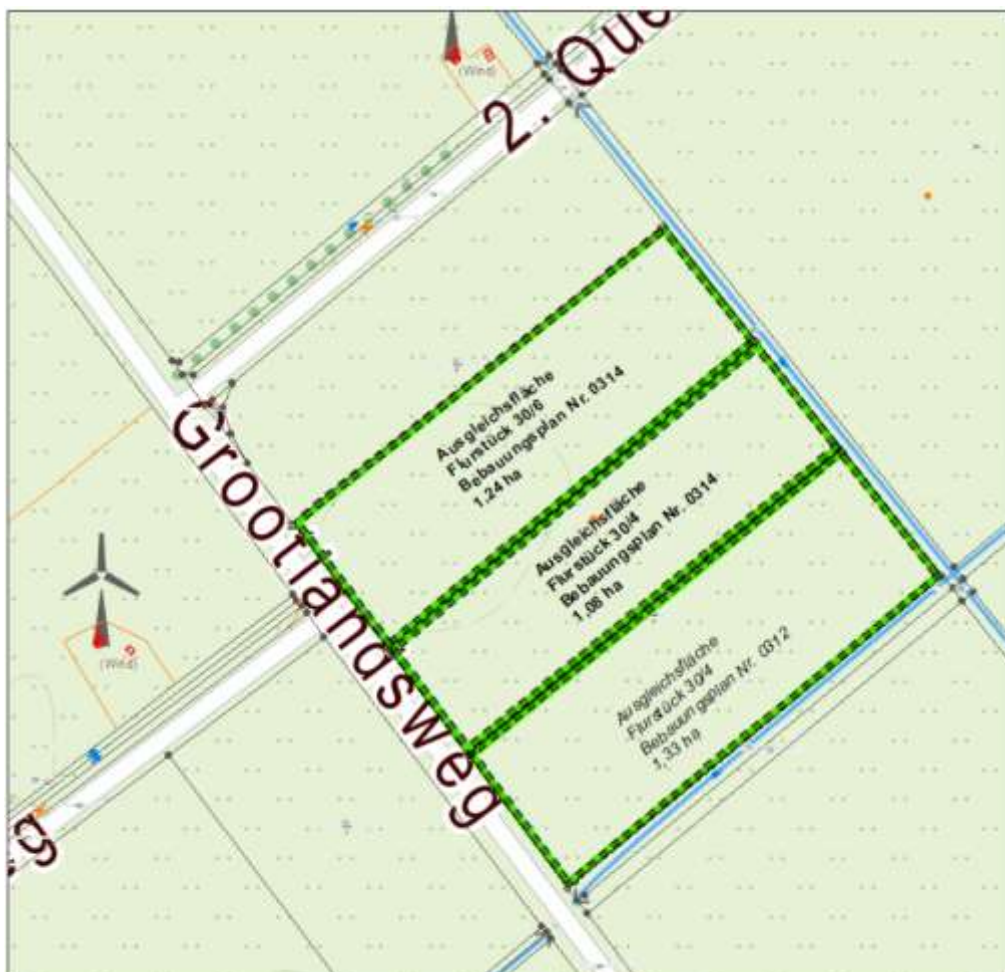 (Wind)
2. Que
Ausgleichsfläche
Flurstück 30/6
Bebauungsplan Nr. 0314
1,24 ha
Grootlandsweg
Ausgleichsfläche
Flurstück 30/4
Bebauungsplan Nr. 0314
1,08 ha
(Wind)
Ausgleichsfläche
Flurstück 30/4
Bebauungsplan Nr. 0312
1,33 ha
g